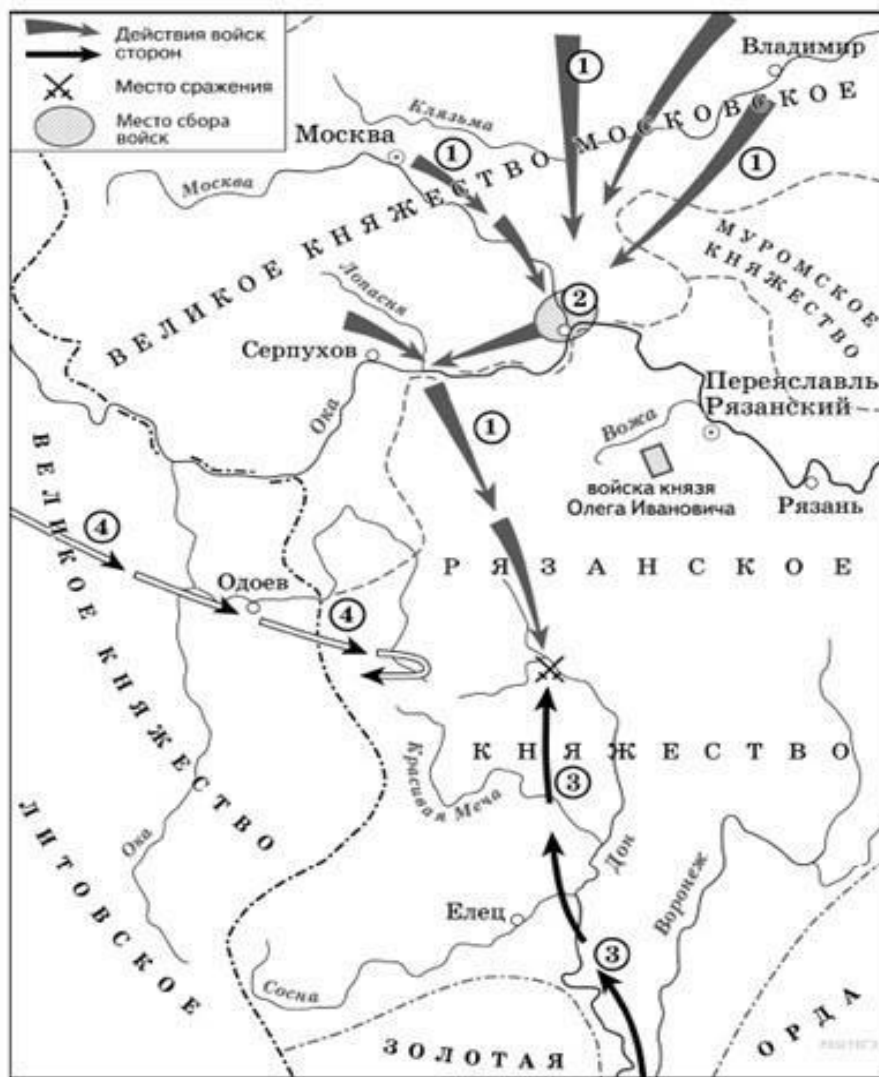 Действия войск
сторон
Место сражения
Место сбора
войск
Владимир
1
Клязьма
Москва
1
1
Москва
ВЕЛИКОЕ КНЯЖЕСТВО МОСКОВСКОЕ
МУРОМСКОЕ
КНЯЖЕСТВО
Лопасня
2
Серпухов
Ока
Переяславль
Рязанский
1
Вожа
войска князя
Олега Ивановича
Рязань
4
РЯЗАНСКОЕ
Одоев
4
КНЯЖЕСТВО
Красивая Меча
3
ВЕЛИКОЕ КНЯЖЕСТВО
ЛИТОВСКОЕ
Ока
Дон
Воронеж
Елец
3
Сосна
ЗОЛОТАЯ
ОРДА